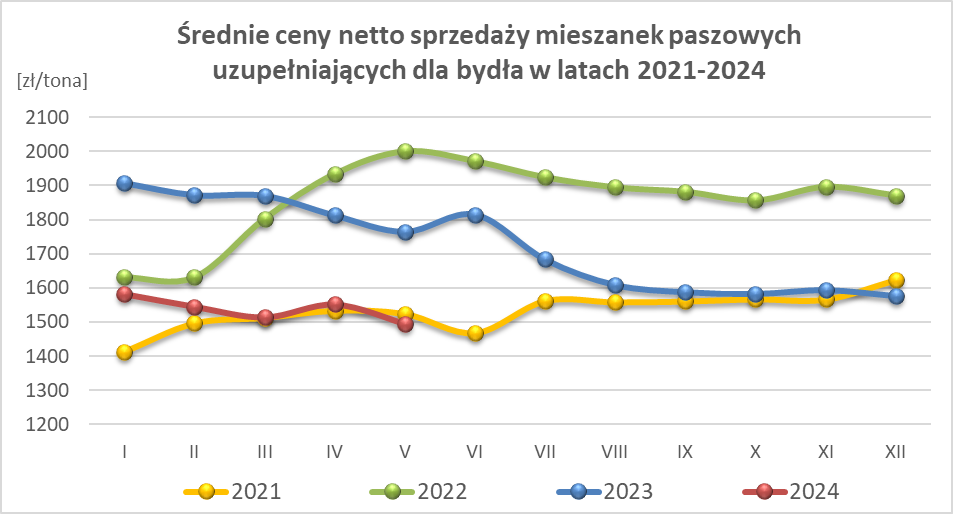 Średnie ceny netto sprzedaży mieszanek paszowych
uzupełniających dla bydła w latach 2021-2024
[zł/tona]
2100
2000
1900
1800
1700
1600
1500
1400
1300
1200
I II III IV V VI VII VIII IX X XI XII
2021 2022 2023 2024